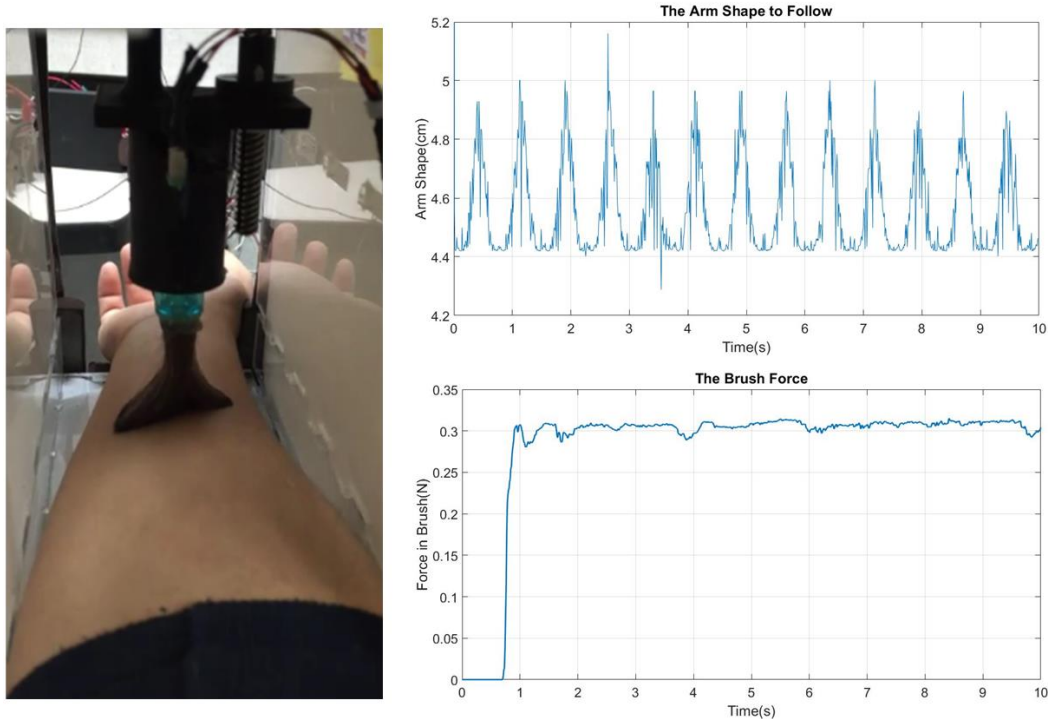 The Arm Shape to Follow
5.2
5
4.8
4.6
4.4
4.2
Arm Shape(cm)
0 1 2 3 4 5 6 7 8 9 10
Time(s)
The Brush Force
0.35
0.3
0.25
0.2
0.15
0.1
0.05
0
Force in Brush(N)
0 1 2 3 4 5 6 7 8 9 10
Time(s)